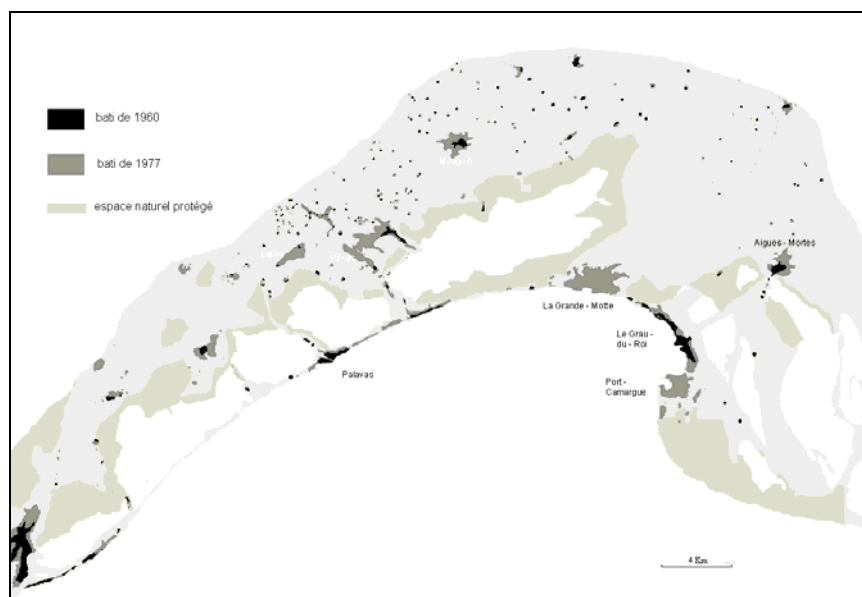 bati de 1960
bati de 1977
espace naturel protégé
Mauguio
Aigues - Mortes
La Grande - Motte
Le Grau -
du - Roi
Palavas
Port -
Camargue
4 Km